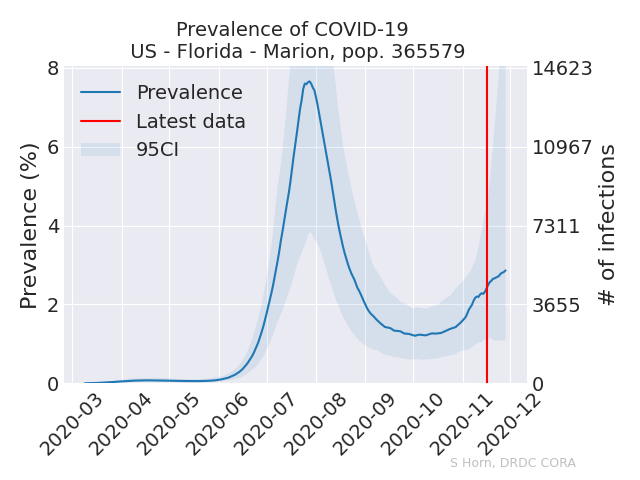 Prevalence of COVID-19
US - Florida - Marion, pop. 365579
Prevalence (%)
8
6
4
2
0
Prevalence
Latest data
95CI
14623
10967
7311
3655
0
# of infections
2020-03
2020-04
2020-05
2020-06
2020-07
2020-08
2020-09
2020-10
2020-11
2020-12
S Horn, DRDC CORA